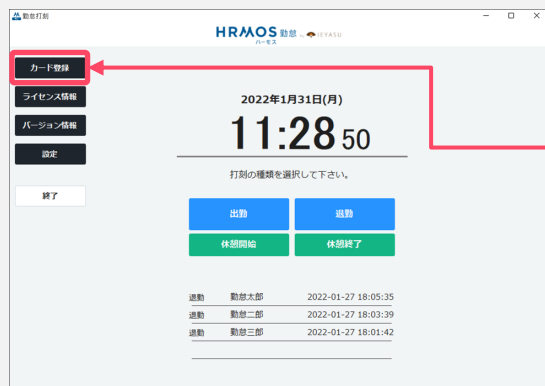 勤怠打刻
HRMOS 勤怠 by IEYASU
ハーモス
カード登録
ライセンス情報
バージョン情報
設定
終了
2022年1月31日(月)
11:28 50
打刻の種類を選択して下さい。
出勤 退勤
休憩開始 休憩終了
退勤 勤怠太郎 2022-01-27 18:05:35
退勤 勤怠二郎 2022-01-27 18:03:39
退勤 勤怠三郎 2022-01-27 18:01:42